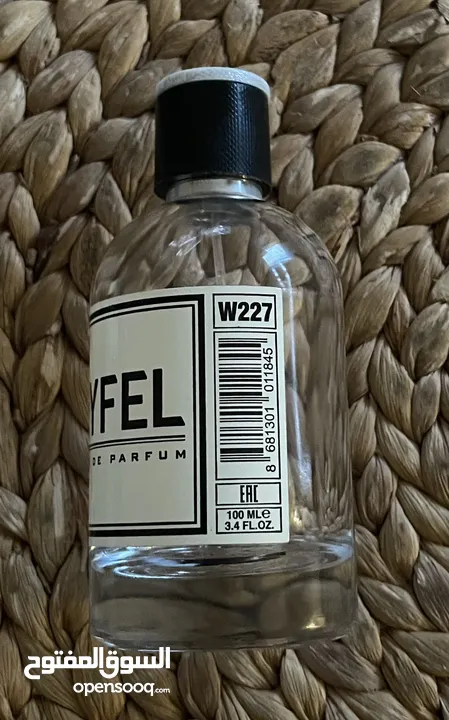 W227
YFEL
DE PARFUM
8 681301 011845
EAC
100 ML℮
3.4 FL.OZ.
السوق المفتوح
opensooq.com